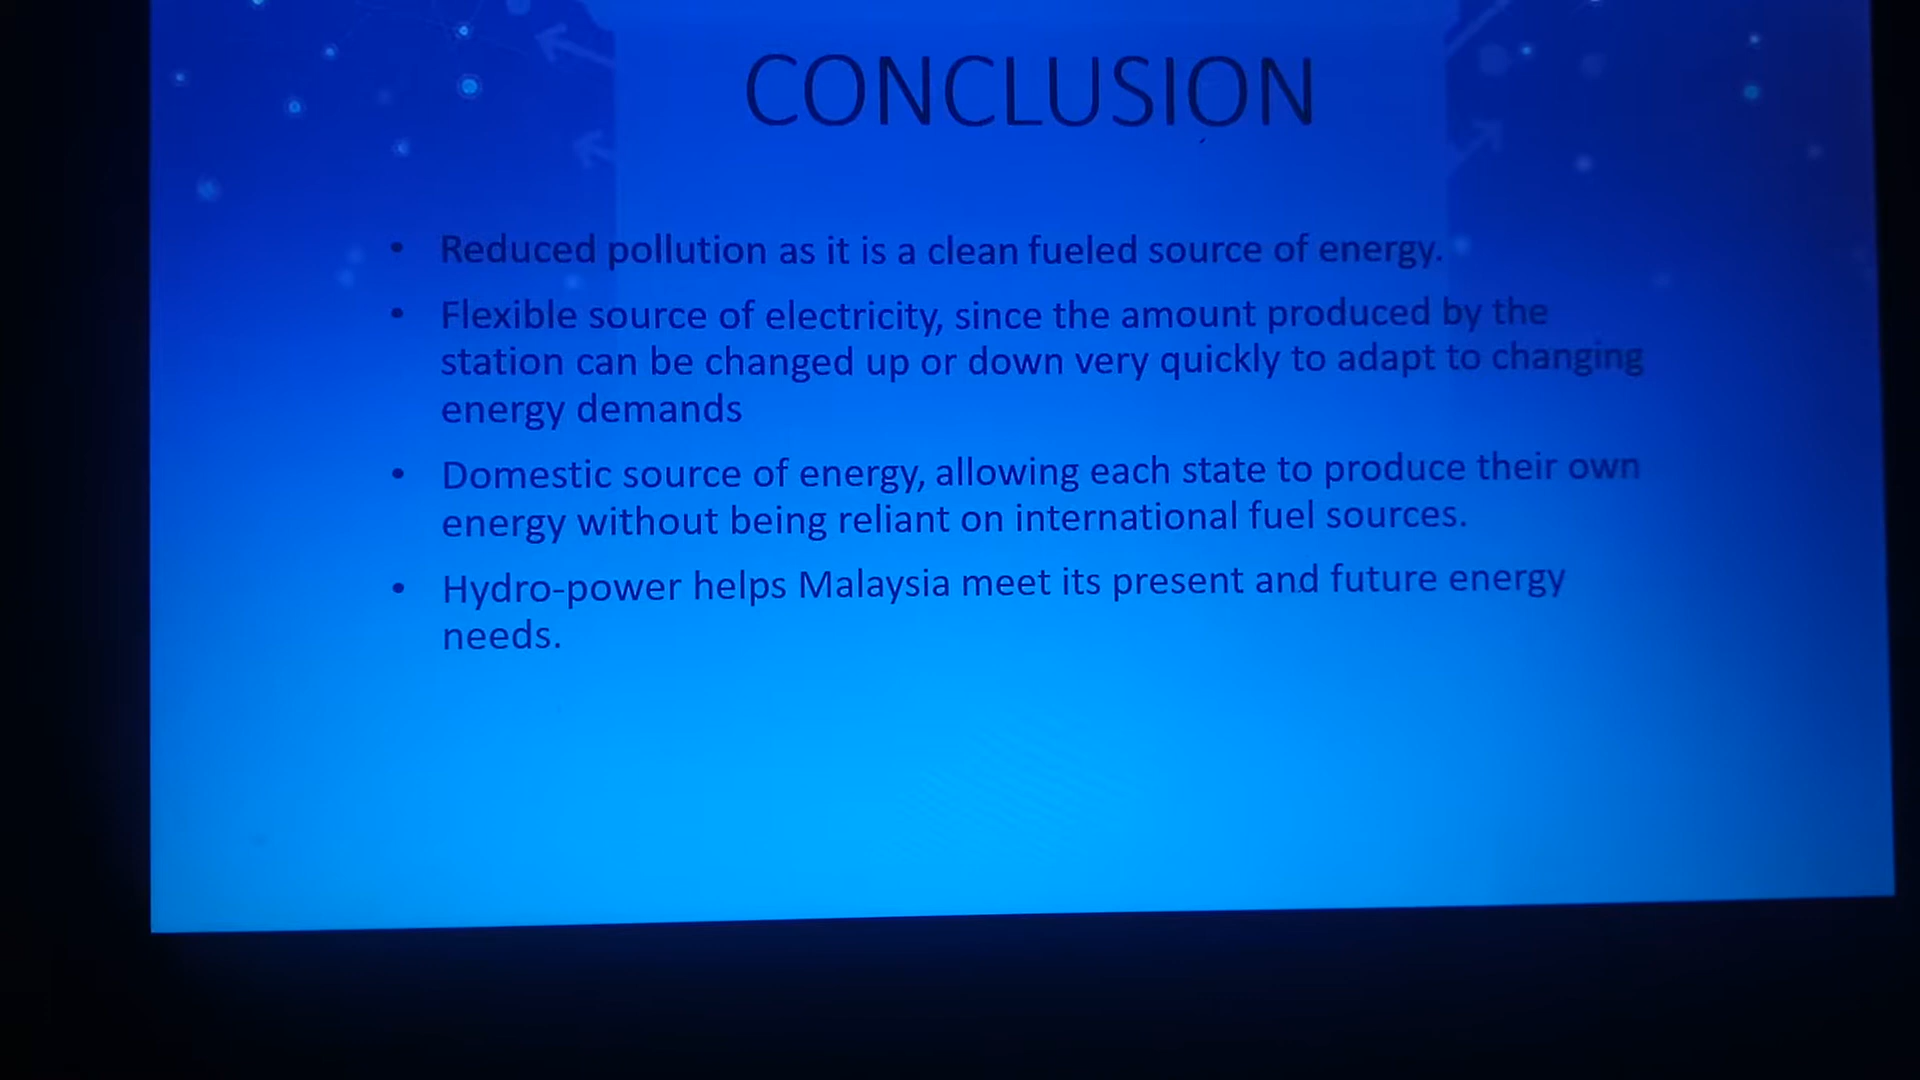 CONCLUSION
• Reduced pollution as it is a clean fueled source of energy.
• Flexible source of electricity, since the amount produced by the
station can be changed up or down very quickly to adapt to changing
energy demands
• Domestic source of energy, allowing each state to produce their own
energy without being reliant on international fuel sources.
• Hydro-power helps Malaysia meet its present and future energy
needs.